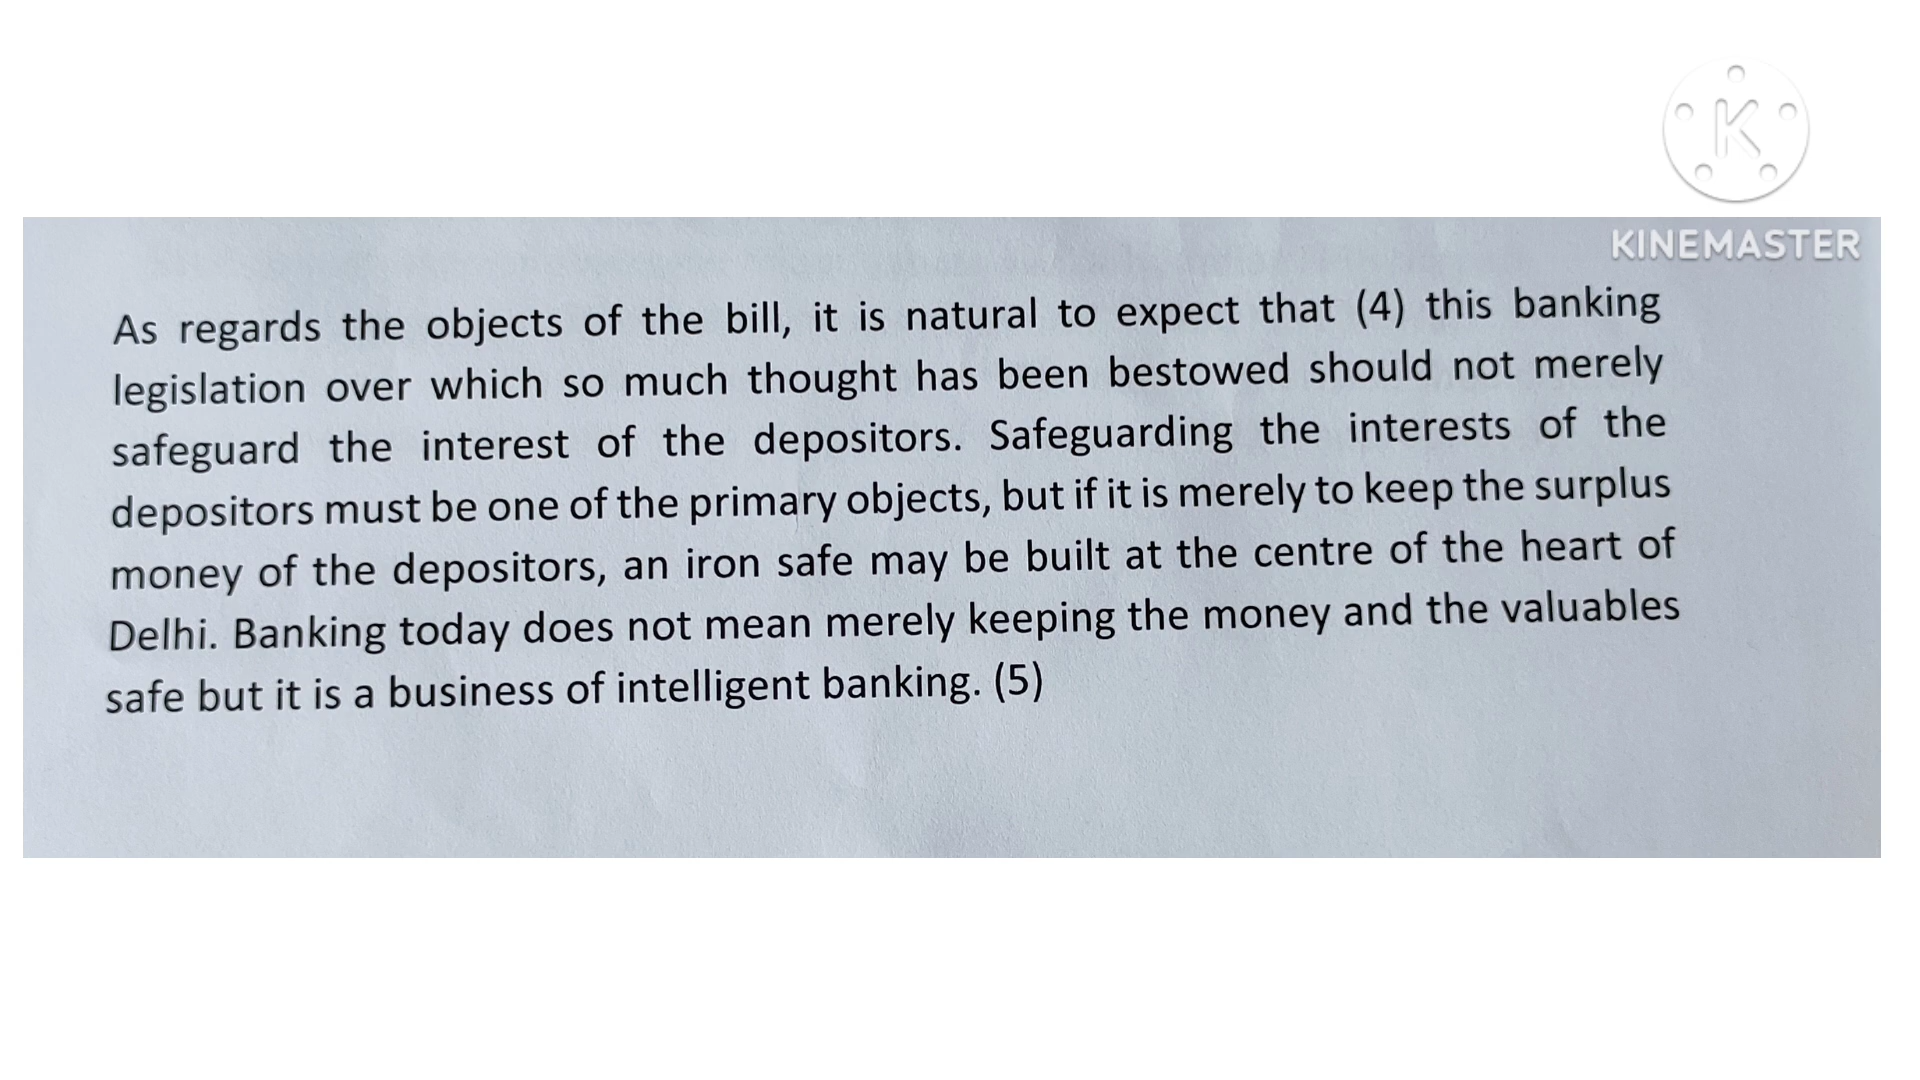 K
KINEMASTER
As regards the objects of the bill, it is natural to expect that (4) this banking
legislation over which so much thought has been bestowed should not merely
safeguard the interest of the depositors. Safeguarding the interests of the
depositors must be one of the primary objects, but if it is merely to keep the surplus
money of the depositors, an iron safe may be built at the centre of the heart of
Delhi. Banking today does not mean merely keeping the money and the valuables
safe but it is a business of intelligent banking. (5)